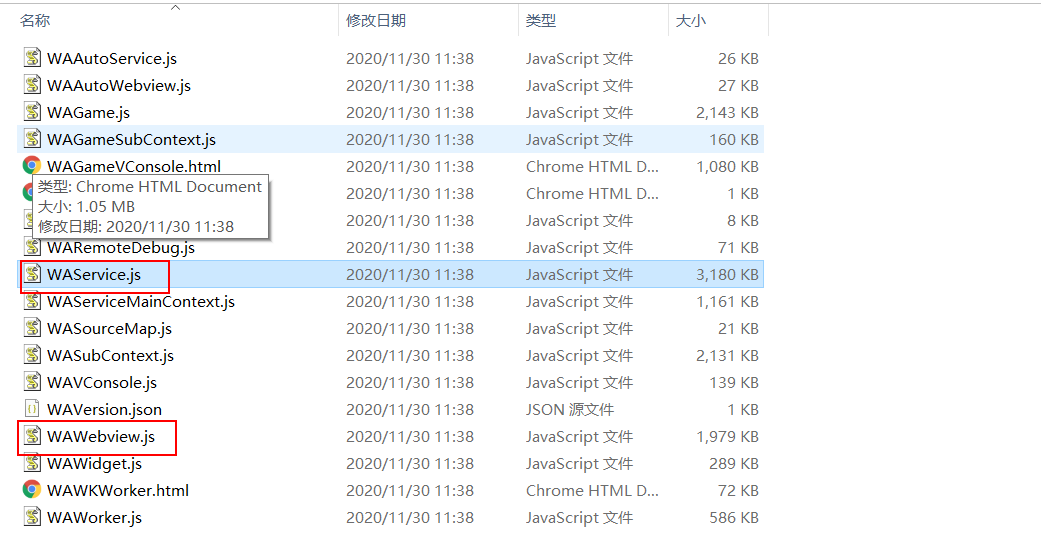 名称 修改日期 类型 大小
WAAutoService.js 2020/11/30 11:38 JavaScript 文件 26 KB
WAAutoWebview.js 2020/11/30 11:38 JavaScript 文件 27 KB
WAGame.js 2020/11/30 11:38 JavaScript 文件 2,143 KB
WAGameSubContext.js 2020/11/30 11:38 JavaScript 文件 160 KB
WAGameVConsole.html 2020/11/30 11:38 Chrome HTML D... 1,080 KB
类型: Chrome HTML Document
大小: 1.05 MB
修改日期: 2020/11/30 11:38
2020/11/30 11:38 Chrome HTML D... 1 KB
2020/11/30 11:38 JavaScript 文件 8 KB
WARemoteDebug.js 2020/11/30 11:38 JavaScript 文件 71 KB
WAService.js 2020/11/30 11:38 JavaScript 文件 3,180 KB
WAServiceMainContext.js 2020/11/30 11:38 JavaScript 文件 1,161 KB
WASourceMap.js 2020/11/30 11:38 JavaScript 文件 21 KB
WASubContext.js 2020/11/30 11:38 JavaScript 文件 2,131 KB
WAVConsole.js 2020/11/30 11:38 JavaScript 文件 139 KB
WAVersion.json 2020/11/30 11:38 JSON 源文件 1 KB
WAWebview.js 2020/11/30 11:38 JavaScript 文件 1,979 KB
WAWidget.js 2020/11/30 11:38 JavaScript 文件 289 KB
WAWKWorker.html 2020/11/30 11:38 Chrome HTML D... 72 KB
WAWorker.js 2020/11/30 11:38 JavaScript 文件 586 KB